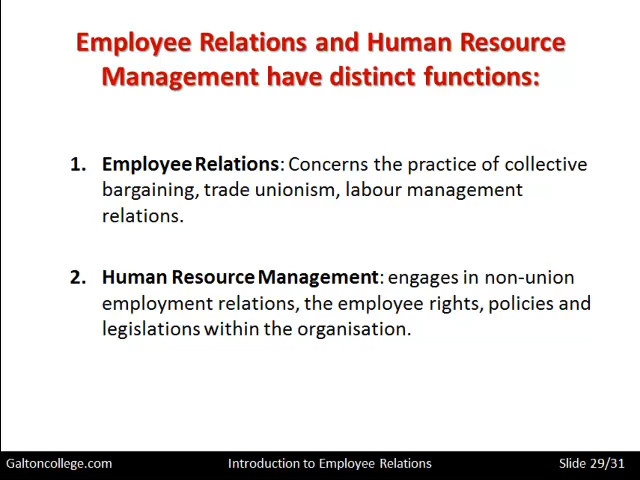 Employee Relations and Human Resource
Management have distinct functions:
1. Employee Relations: Concerns the practice of collective
bargaining, trade unionism, labour management
relations.
2. Human Resource Management: engages in non-union
employment relations, the employee rights, policies and
legislations within the organisation.
Galtoncollege.com Introduction to Employee Relations Slide 29/31